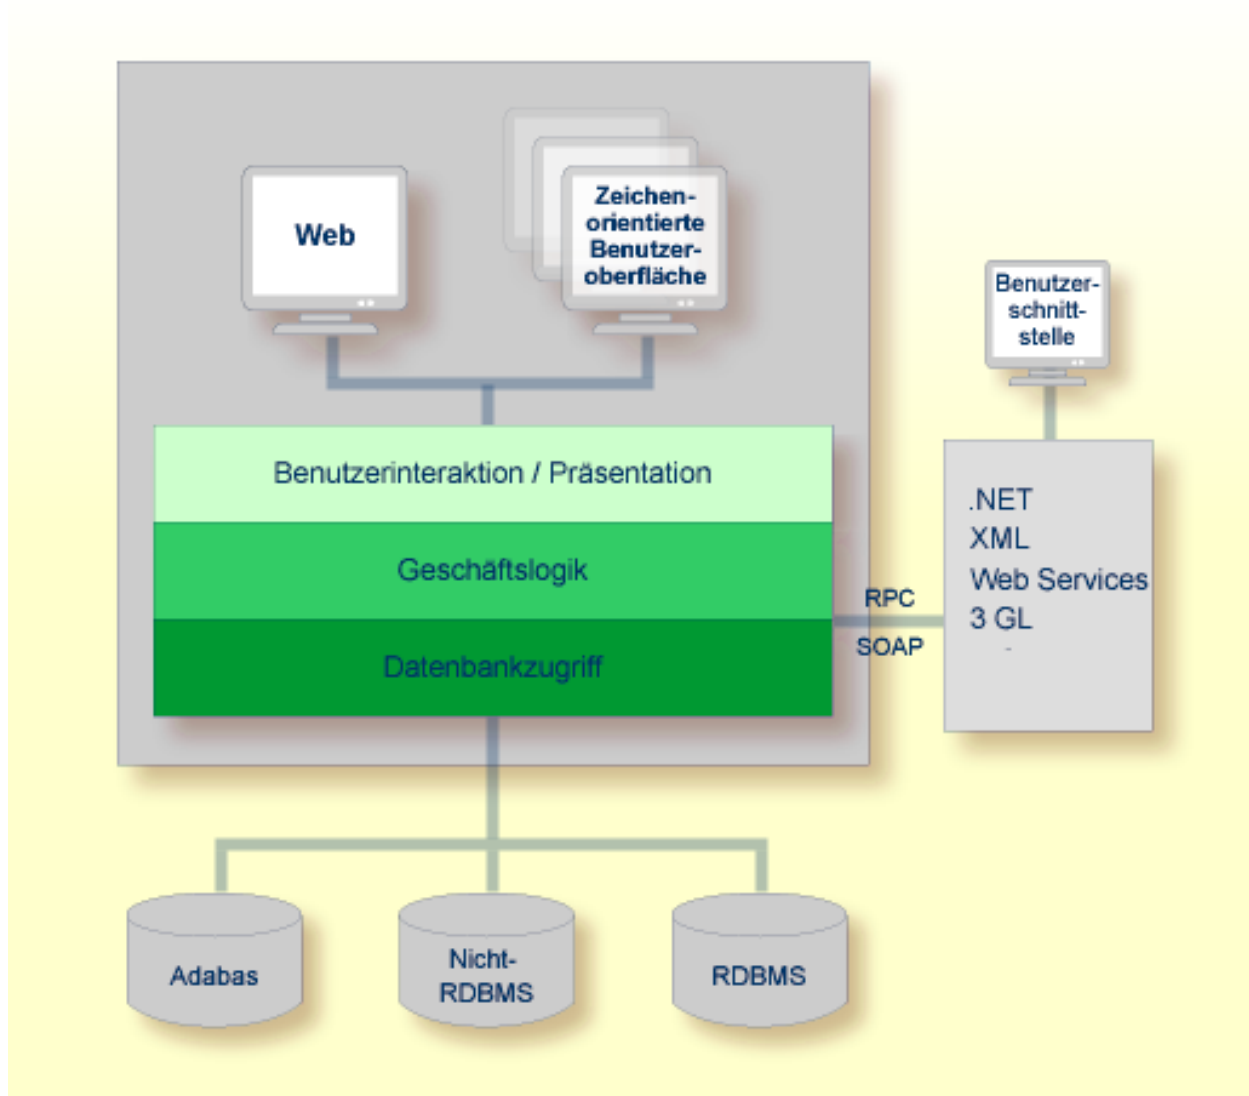 Web
Zeichen-
orientierte
Benutzer-
oberfläche
Benutzer-
schnitt-
stelle
Benutzerinteraktion / Präsentation
Geschäftslogik
Datenbankzugriff
RPC
SOAP
.NET
XML
Web Services
3 GL
Adabas
Nicht-
RDBMS
RDBMS